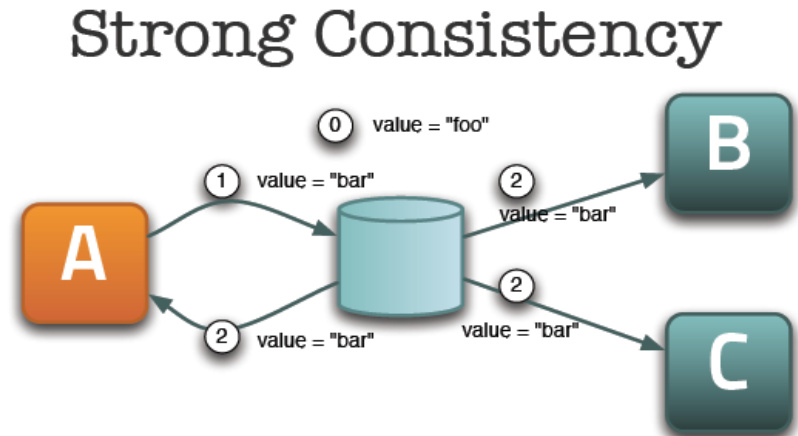 Strong Consistency
0 value = "foo"
1 value = "bar"
2
value = "bar"
B
A
2
value = "bar"
2 value = "bar"
C